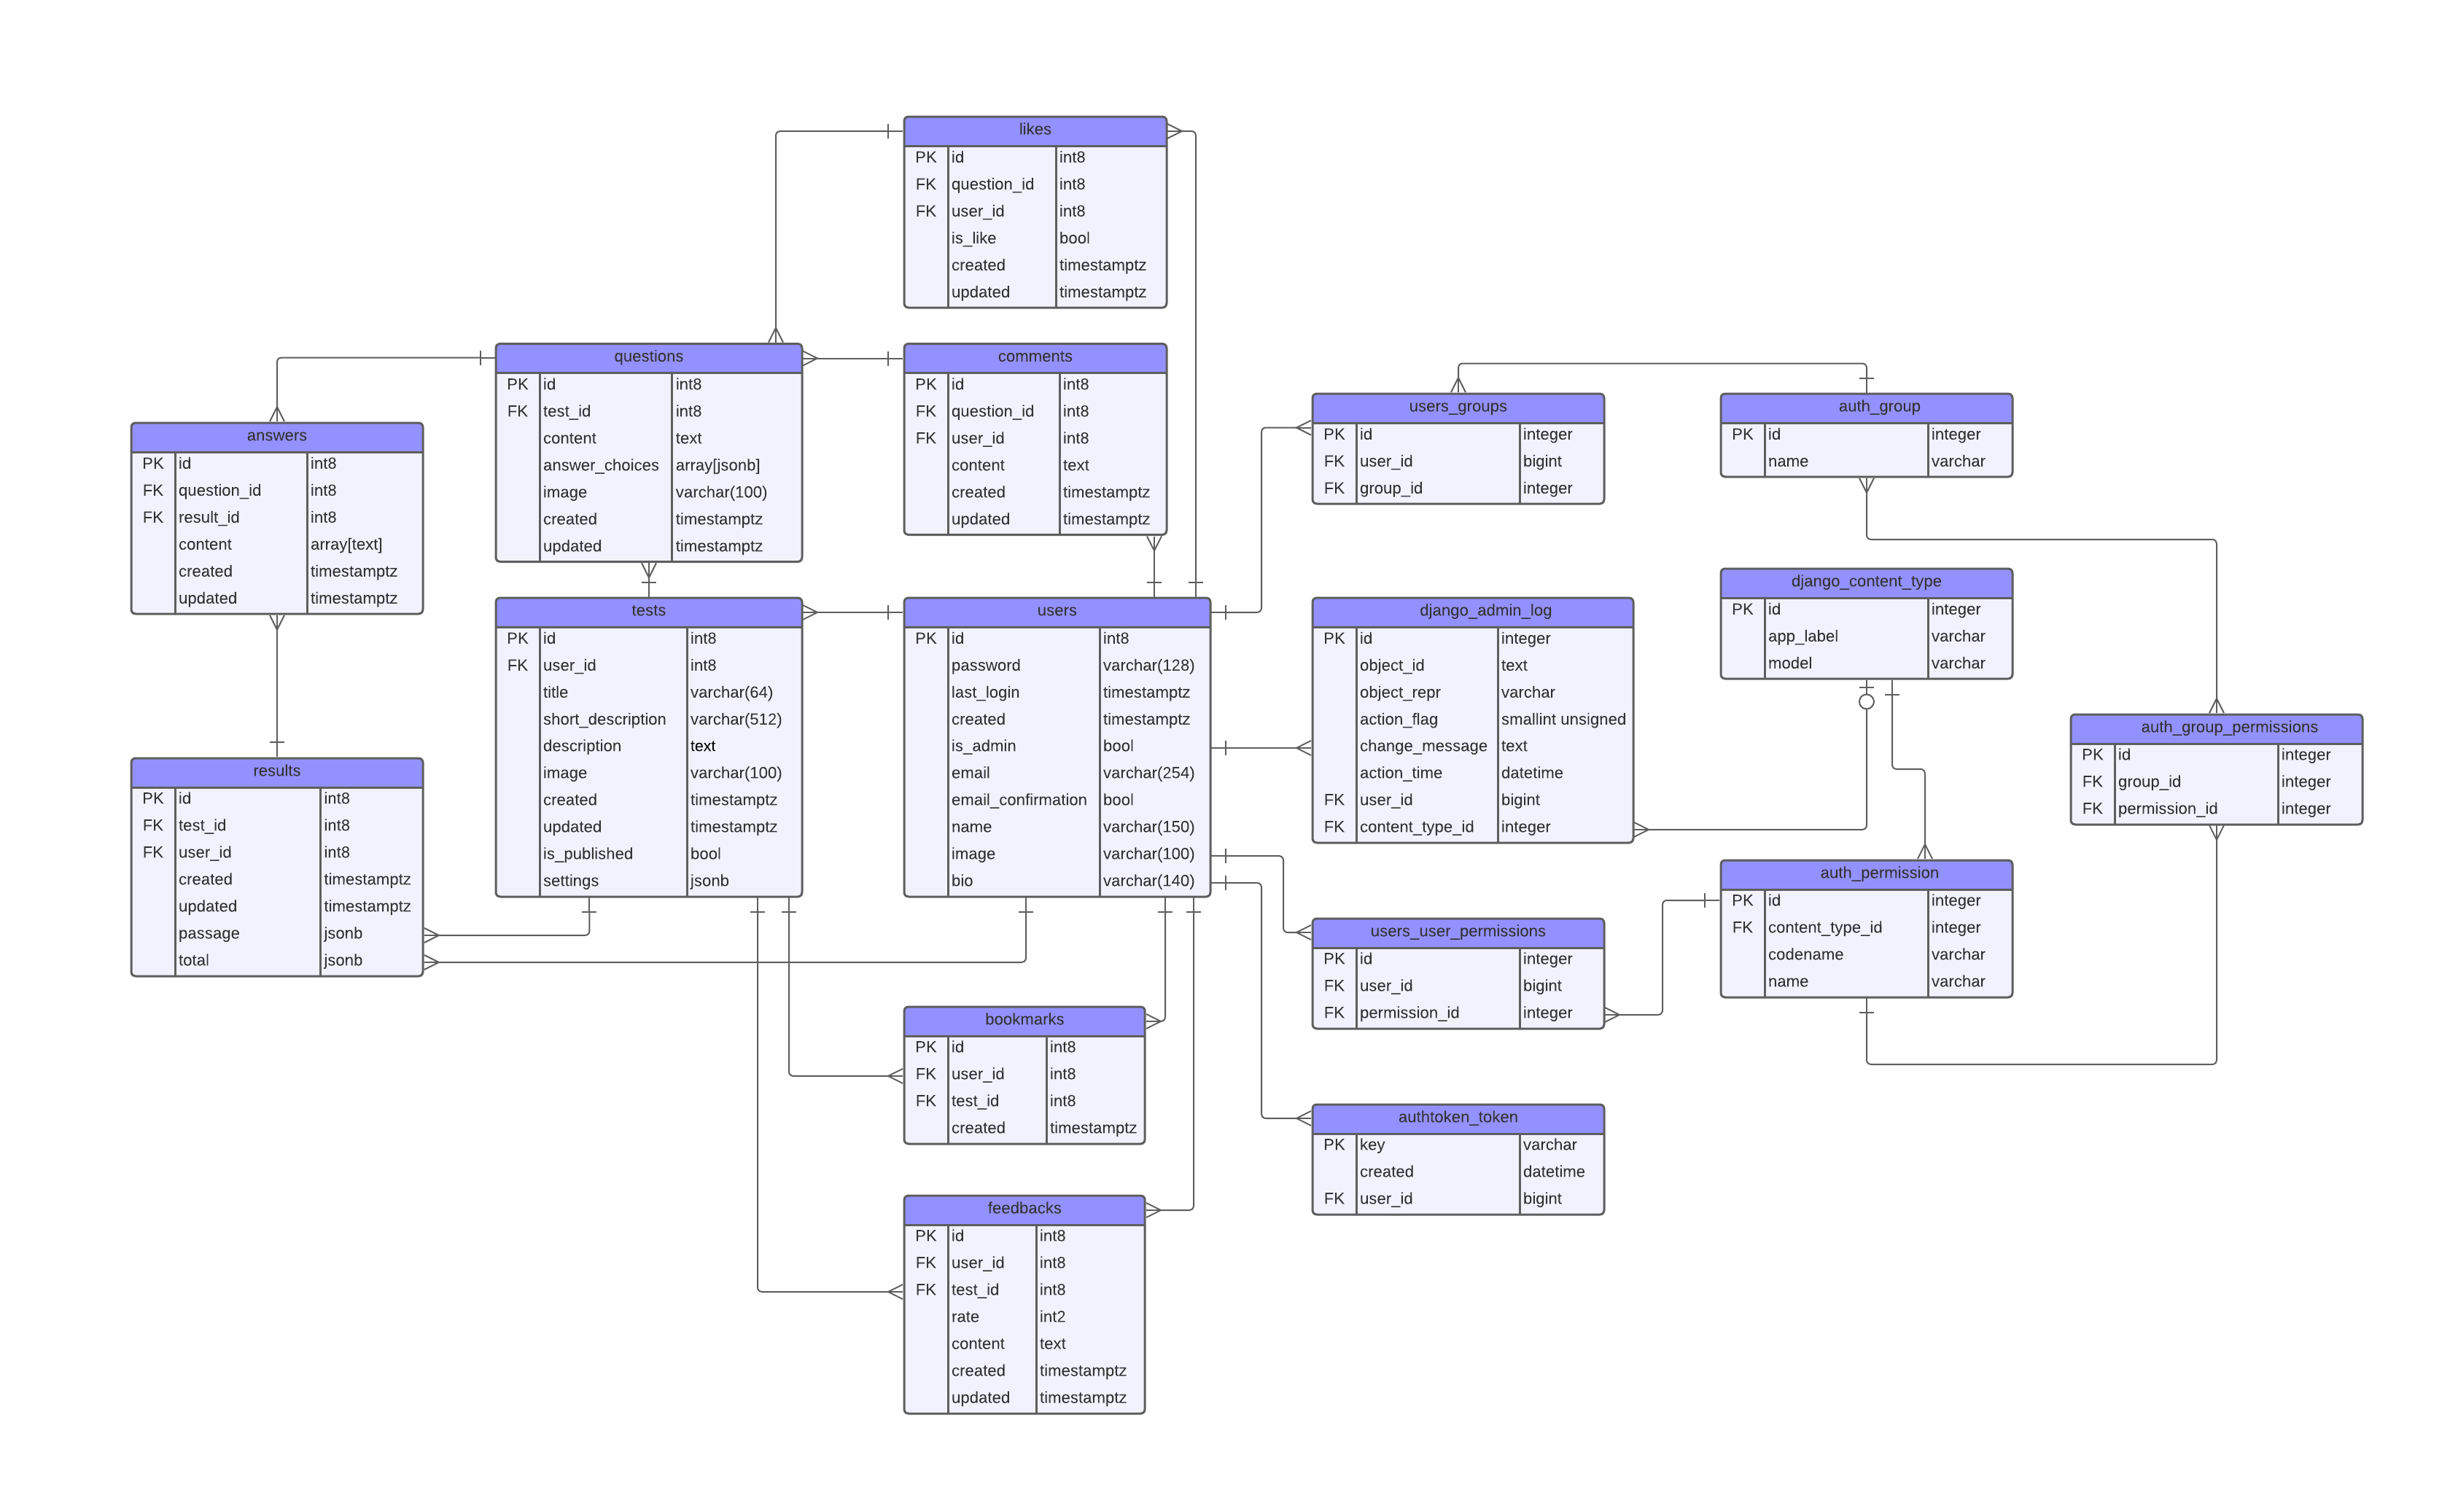 likes
PK id int8
FK question_id int8
FK user_id int8
is_like bool
created timestamptz
updated timestamptz
questions
PK id int8
FK test_id int8
content text
answer_choices array[jsonb]
image varchar(100)
created timestamptz
updated timestamptz
comments
PK id int8
FK question_id int8
FK user_id int8
content text
created timestamptz
updated timestamptz
users_groups
PK id integer
FK user_id bigint
FK group_id integer
auth_group
PK id integer
name varchar
answers
PK id int8
FK question_id int8
FK result_id int8
content array[text]
created timestamptz
updated timestamptz
tests
PK id int8
FK user_id int8
title varchar(64)
short_description varchar(512)
description text
image varchar(100)
created timestamptz
updated timestamptz
is_published bool
settings jsonb
users
PK id int8
password varchar(128)
last_login timestamptz
created timestamptz
is_admin bool
email varchar(254)
email_confirmation bool
name varchar(150)
image varchar(100)
bio varchar(140)
django_admin_log
PK id integer
object_id text
object_repr varchar
action_flag smallint unsigned
change_message text
action_time datetime
FK user_id bigint
FK content_type_id integer
django_content_type
PK id integer
app_label varchar
model varchar
auth_group_permissions
PK id integer
FK group_id integer
FK permission_id integer
results
PK id int8
FK test_id int8
FK user_id int8
created timestamptz
updated timestamptz
passage jsonb
total jsonb
auth_permission
PK id integer
FK content_type_id integer
codename varchar
name varchar
users_user_permissions
PK id integer
FK user_id bigint
FK permission_id integer
bookmarks
PK id int8
FK user_id int8
FK test_id int8
created timestamptz
authtoken_token
PK key varchar
created datetime
FK user_id bigint
feedbacks
PK id int8
FK user_id int8
FK test_id int8
rate int2
content text
created timestamptz
updated timestamptz